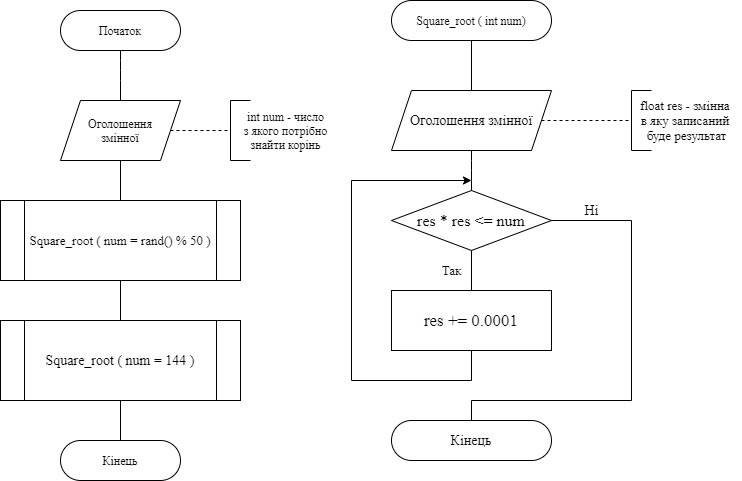 Початок
Оголошення
змінної
int num - число
з якого потрібно
знайти корінь
Square_root ( num = rand() % 50 )
Square_root ( num = 144 )
Кінець
Square_root ( int num)
Оголошення змінної
float res - змінна
в яку записаний
буде результат
res * res <= num
Ні
Так
res += 0.0001
Кінець